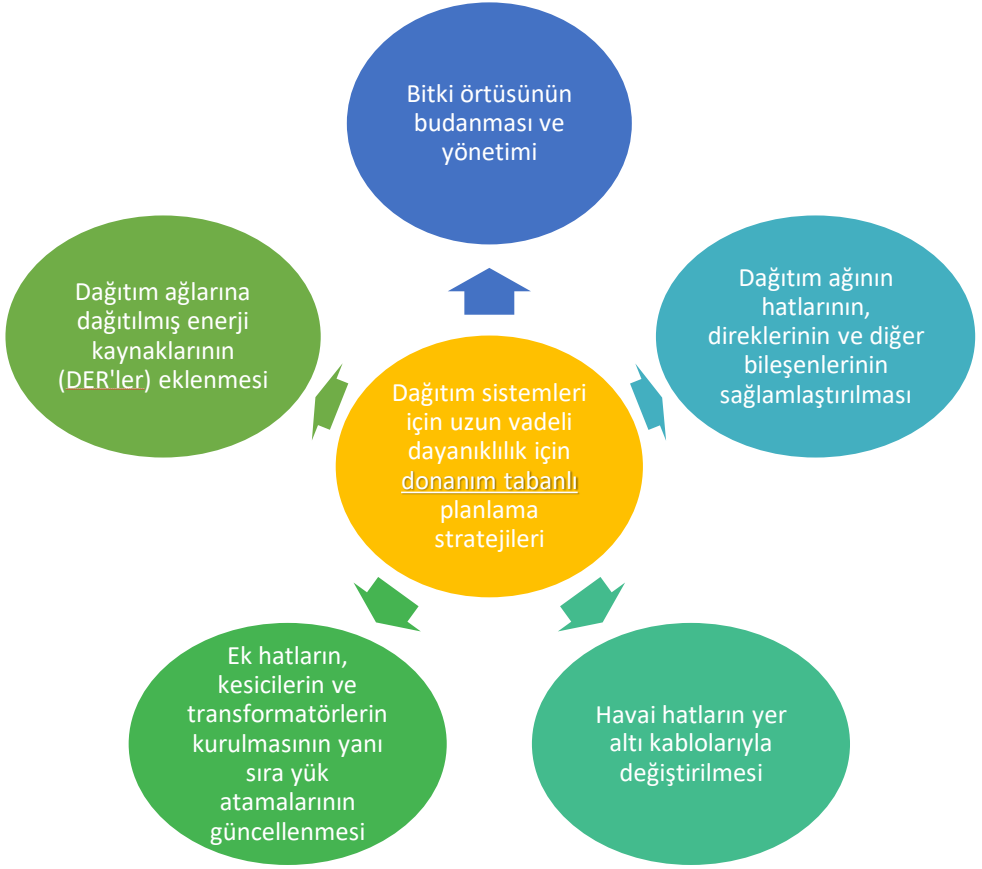 Bitki örtüsünün
budanması ve
yönetimi
Dağıtım ağının
hatlarının,
direklerinin ve diğer
bileşenlerinin
sağlamlaştırılması
Havai hatların yer
altı kablolarıyla
değiştirilmesi
Ek hatların,
kesicilerin ve
transformatörlerin
kurulmasının yanı
sıra yük
atamalarının
güncellenmesi
Dağıtım ağlarına
dağıtılmış enerji
kaynaklarının
(DER'ler) eklenmesi
Dağıtım sistemleri
için uzun vadeli
dayanıklılık için
donanım tabanlı
planlama
stratejileri